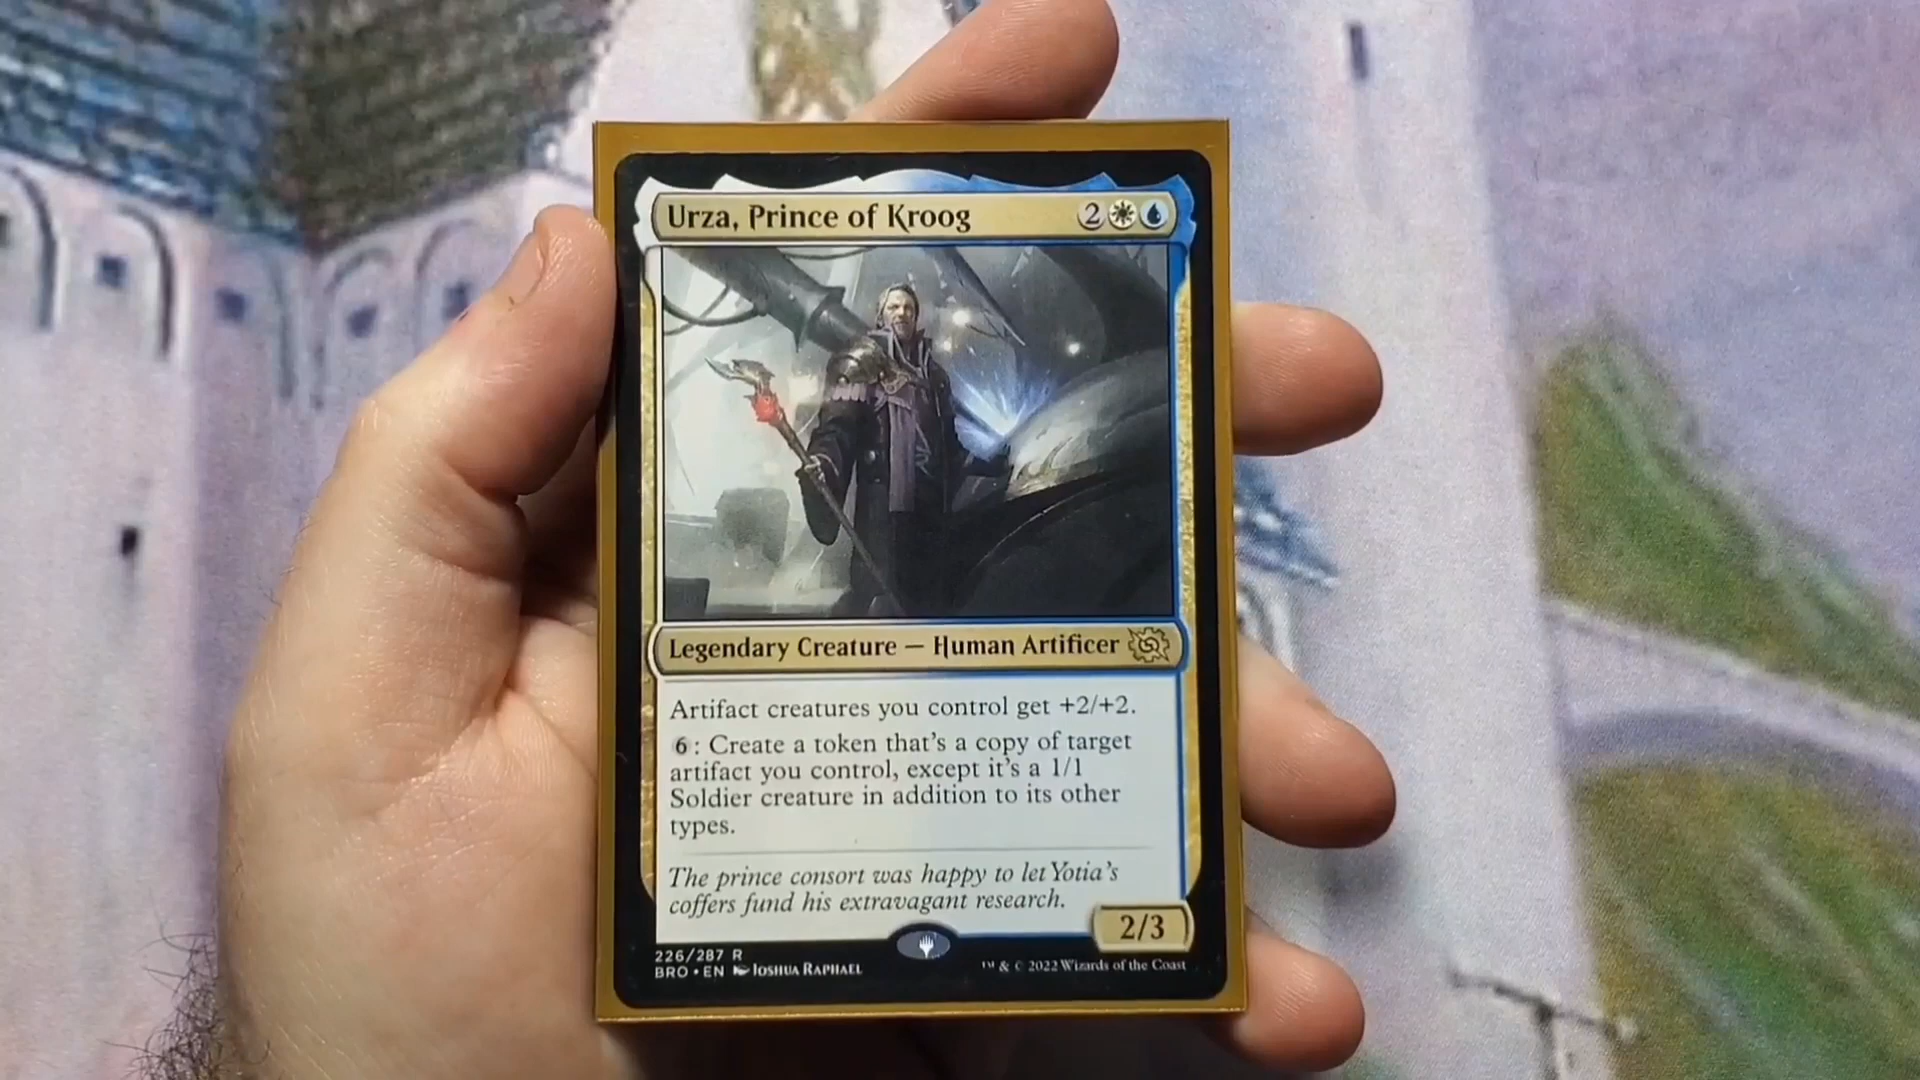 Urza, Prince of Kroog 2
Legendary Creature — Human Artificer
Artifact creatures you control get +2/+2.
6: Create a token that's a copy of target
artifact you control, except it's a 1/1
Soldier creature in addition to its other
types.
The prince consort was happy to let Yotia's
coffers fund his extravagant research.
2/3
226/287 R
BRO • EN Joshua Raphael
™ & © 2022 Wizards of the Coast